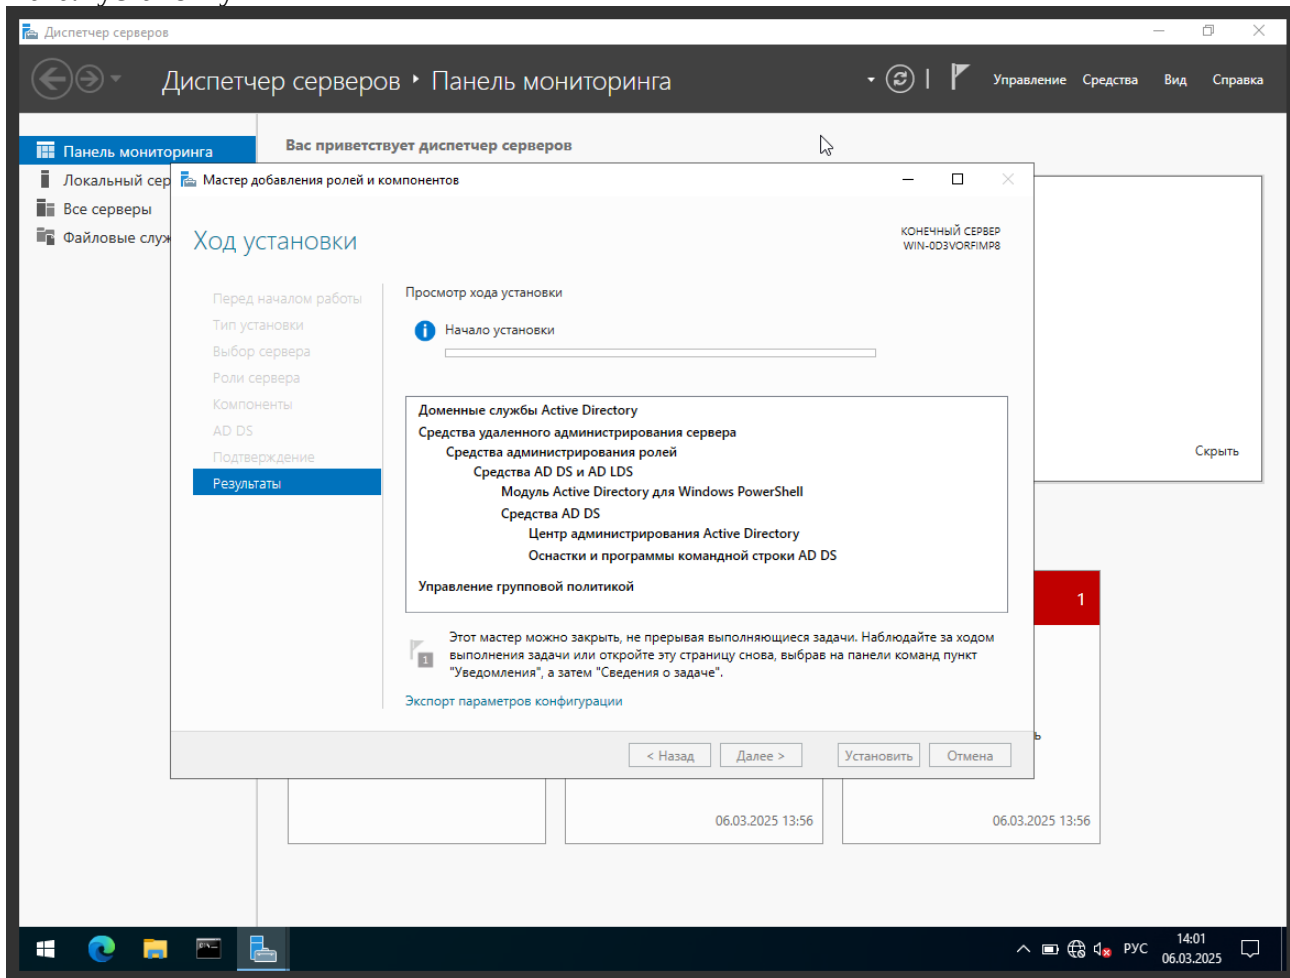 Диспетчер серверов
Диспетчер серверов
Панель мониторинга
Управление Средства Вид Справка
Панель мониторинга
Вас приветствует диспетчер серверов
Локальный сер
Все серверы
Файловые служ
Мастер добавления ролей и компонентов
Ход установки
КОНЕЧНЫЙ СЕРВЕР
WIN-0D3VORFIMP8
Перед началом работы
Тип установки
Выбор сервера
Роли сервера
Компоненты
AD DS
Подтверждение
Результаты
Просмотр хода установки
Начало установки
Доменные службы Active Directory
Средства удаленного администрирования сервера
Средства администрирования ролей
Средства AD DS и AD LDS
Модуль Active Directory для Windows PowerShell
Средства AD DS
Центр администрирования Active Directory
Оснастки и программы командной строки AD DS
Управление групповой политикой
1
Этот мастер можно закрыть, не прерывая выполняющиеся задачи. Наблюдайте за ходом
выполнения задачи или откройте эту страницу снова, выбрав на панели команд пункт
"Уведомления", а затем "Сведения о задаче".
Экспорт параметров конфигурации
< Назад Далее > Установить Отмена
Скрыть
1
ь
06.03.2025 13:56
06.03.2025 13:56
РУС
14:01
06.03.2025